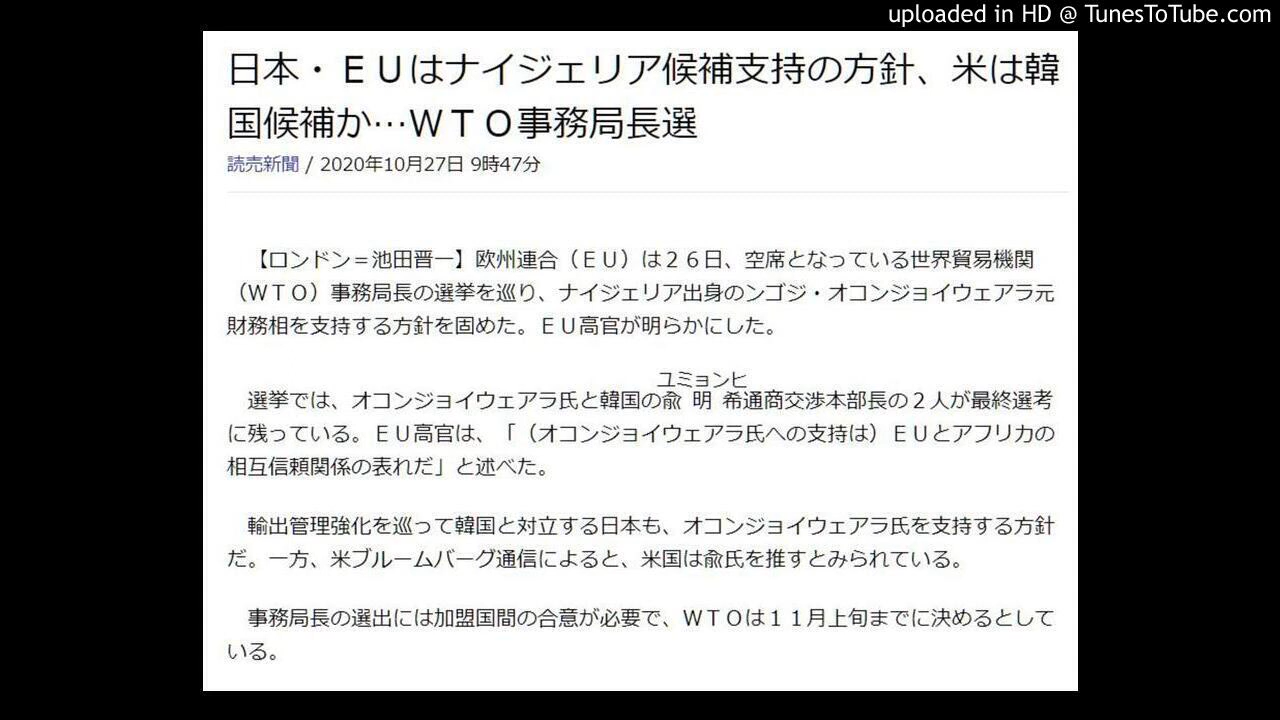 uploaded in HD @ TunesToTube.com
日本・ＥＵはナイジェリア候補支持の方針、米は韓
国候補か…ＷＴＯ事務局長選
読売新聞 / 2020年10月27日 9時47分
【ロンドン＝池田晋一】欧州連合（ＥＵ）は２６日、空席となっている世界貿易機関
（ＷＴＯ）事務局長の選挙を巡り、ナイジェリア出身のンゴジ・オコンジョイウェアラ元
財務相を支持する方針を固めた。ＥＵ高官が明らかにした。
ユミョンヒ
選挙では、オコンジョイウェアラ氏と韓国の兪 明 希通商交渉本部長の２人が最終選考
に残っている。ＥＵ高官は、「（オコンジョイウェアラ氏への支持は）ＥＵとアフリカの
相互信頼関係の表れだ」と述べた。
輸出管理強化を巡って韓国と対立する日本も、オコンジョイウェアラ氏を支持する方針
だ。一方、米ブルームバーグ通信によると、米国は兪氏を推すとみられている。
事務局長の選出には加盟国間の合意が必要で、ＷＴＯは１１月上旬までに決めるとして
いる。